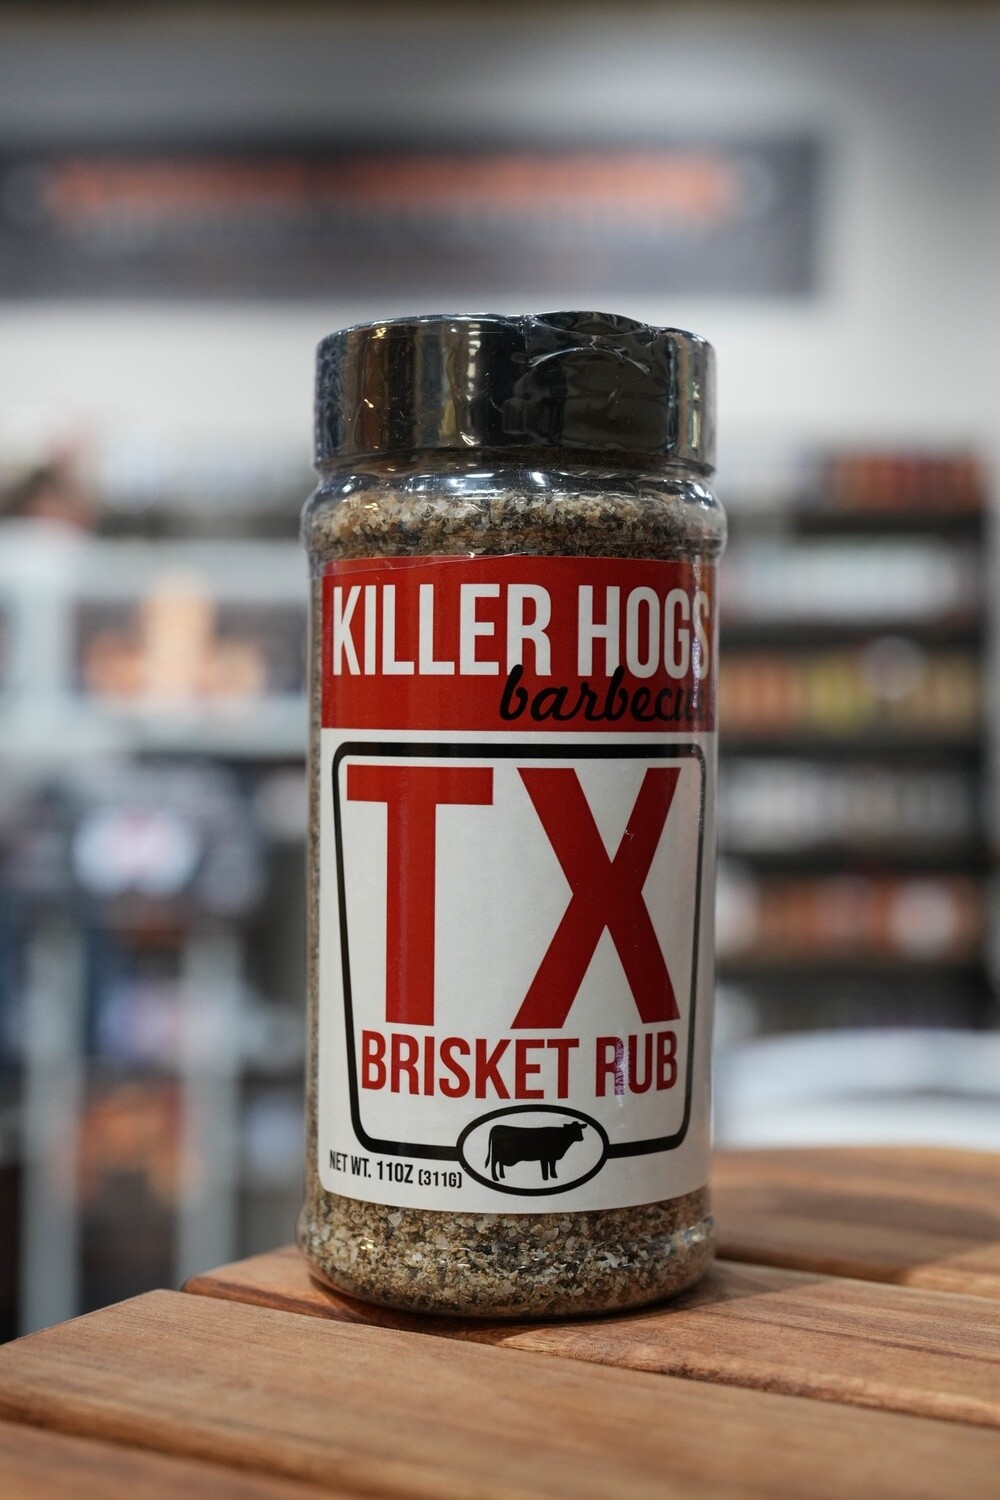 KILLER HOGS
barbecue
TX
BRISKET RUB
NET WT. 11OZ (311G)